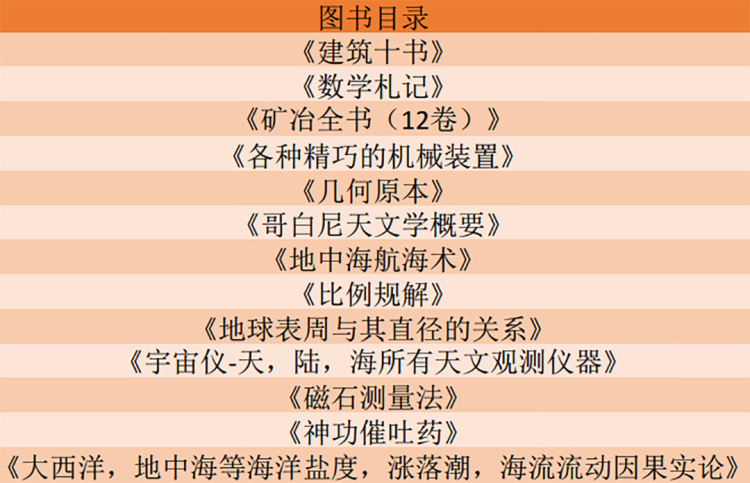 图书目录
《建筑十书》
《数学札记》
《矿冶全书（12卷）》
《各种精巧的机械装置》
《几何原本》
《哥白尼天文学概要》
《地中海航海术》
《比例规解》
《地球表周与其直径的关系》
《宇宙仪-天，陆，海所有天文观测仪器》
《磁石测量法》
《神功催吐药》
《大西洋，地中海等海洋盐度，涨落潮，海流流动因果实论》